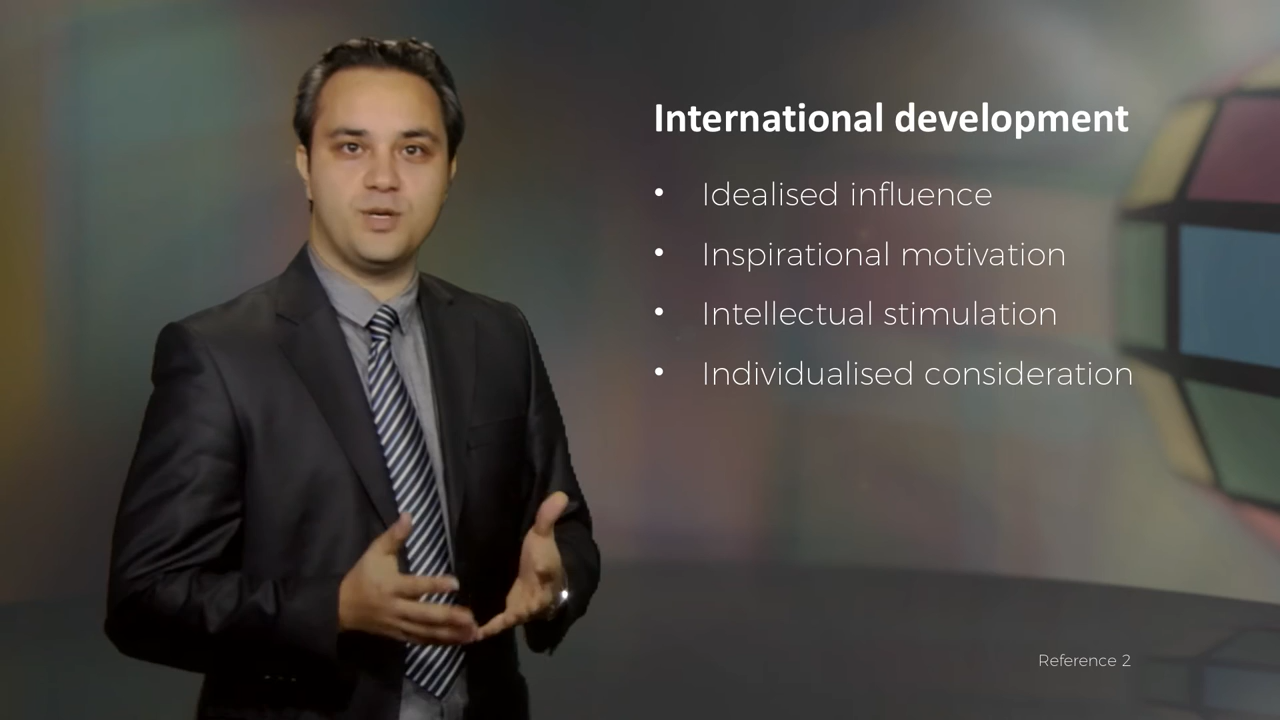 International development
• Idealised influence
• Inspirational motivation
• Intellectual stimulation
• Individualised consideration
Reference 2